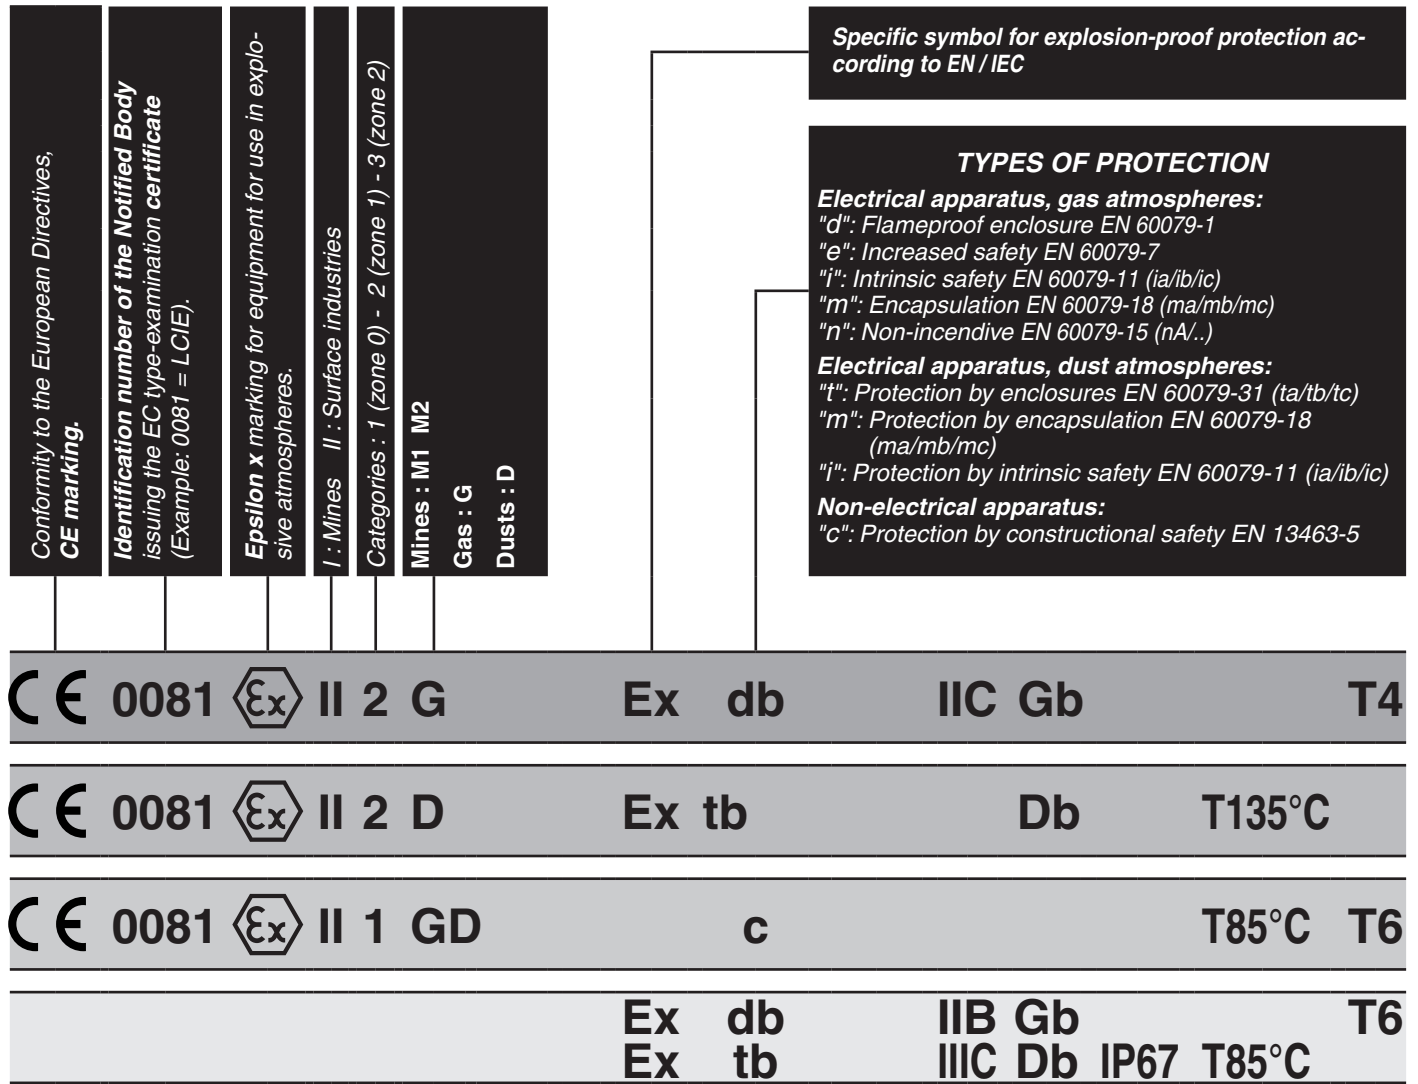 Conformity to the European Directives,
CE marking.
Identification number of the Notified Body
issuing the EC type-examination certificate
(Example: 0081 = LCIE).
Epsilon x marking for equipment for use in explo-
sive atmospheres.
I : Mines II : Surface industries
Categories : 1 (zone 0) - 2 (zone 1) - 3 (zone 2)
Mines : M1 M2
Gas : G
Dusts : D
Specific symbol for explosion-proof protection ac-
cording to EN / IEC
TYPES OF PROTECTION
Electrical apparatus, gas atmospheres:
"d": Flameproof enclosure EN 60079-1
"e": Increased safety EN 60079-7
"i": Intrinsic safety EN 60079-11 (ia/ib/ic)
"m": Encapsulation EN 60079-18 (ma/mb/mc)
"n": Non-incendive EN 60079-15 (nA/..)
Electrical apparatus, dust atmospheres:
"t": Protection by enclosures EN 60079-31 (ta/tb/tc)
"m": Protection by encapsulation EN 60079-18
(ma/mb/mc)
"i": Protection by intrinsic safety EN 60079-11 (ia/ib/ic)
Non-electrical apparatus:
"c": Protection by constructional safety EN 13463-5
CE 0081 Ex II 2 G Ex db IIC Gb T4
CE 0081 Ex II 2 D Ex tb Db T135°C
CE 0081 Ex II 1 GD c T85°C T6
Ex db IIB Gb T6
Ex tb IIIC Db IP67 T85°C